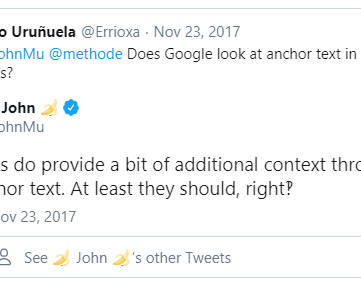 o Uruñuela @Errioxa · Nov 23, 2017
ohnMu @methode Does Google look at anchor text in
s?
John 🍌
ohnMu
s do provide a bit of additional context thro
nor text. At least they should, right‽
ov 23, 2017
See 🍌 John 🍌's other Tweets